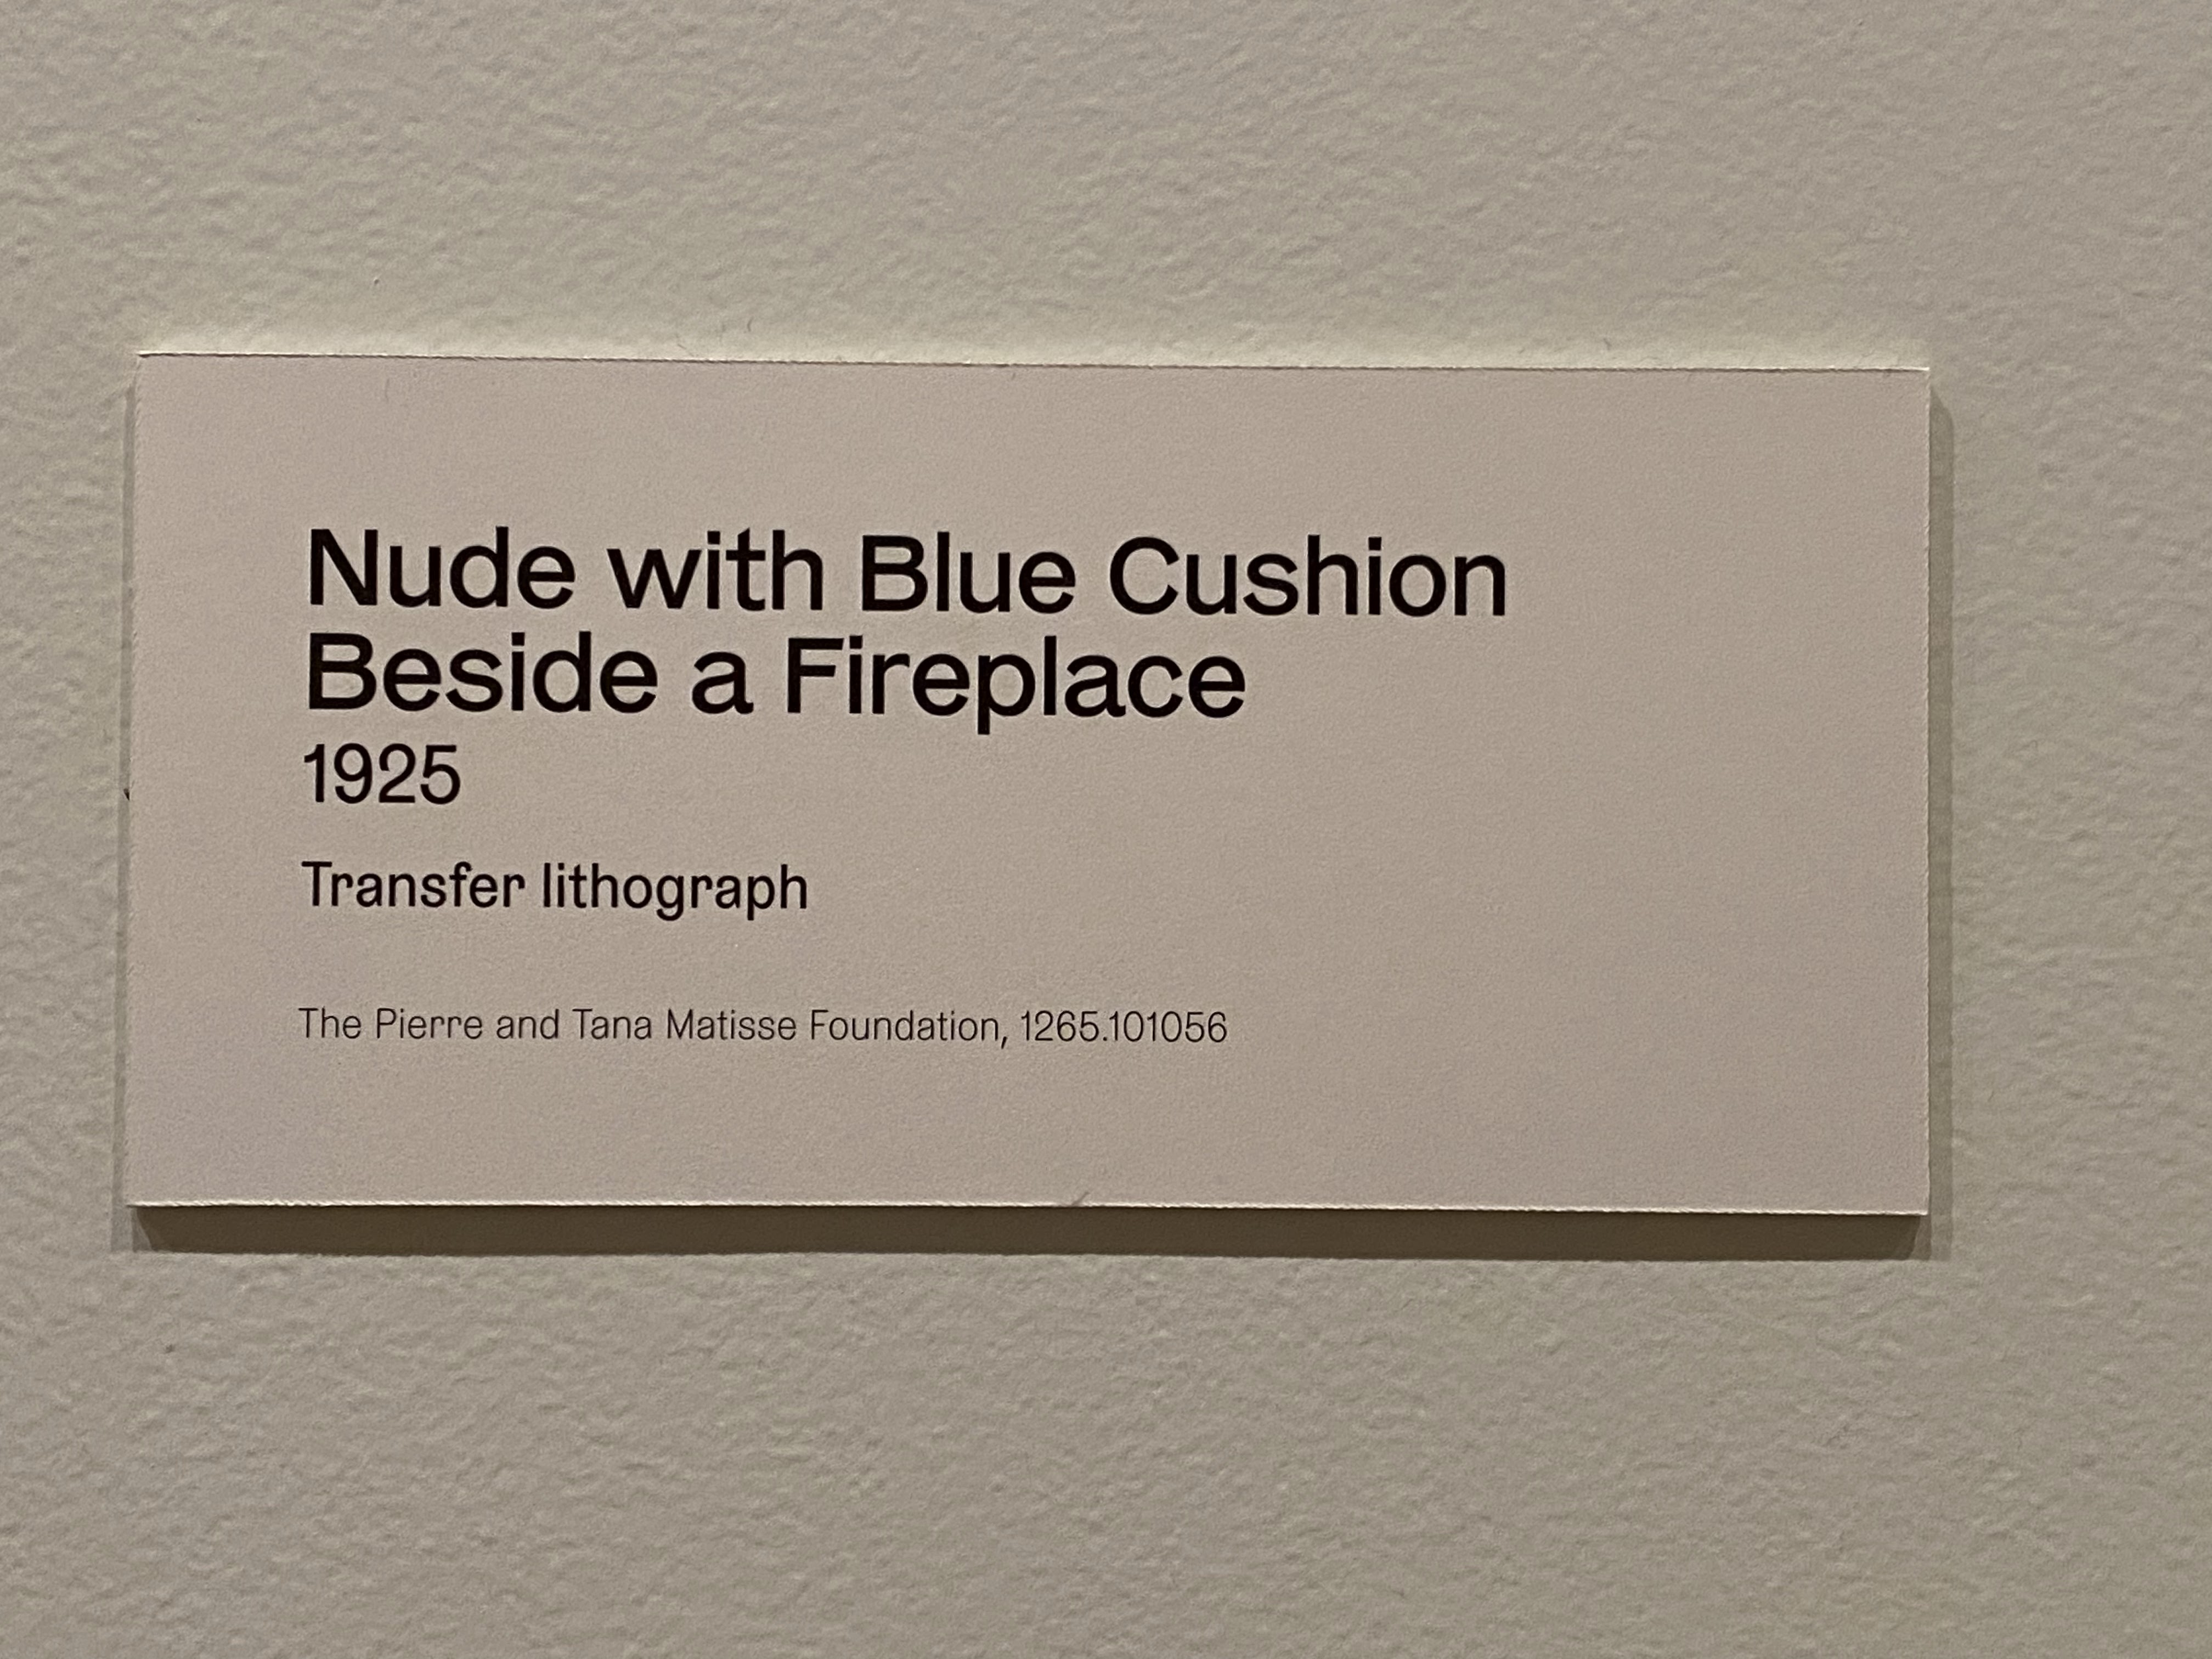 Nude with Blue Cushion
Beside a Fireplace
1925
Transfer lithograph
The Pierre and Tana Matisse Foundation, 1265.101056